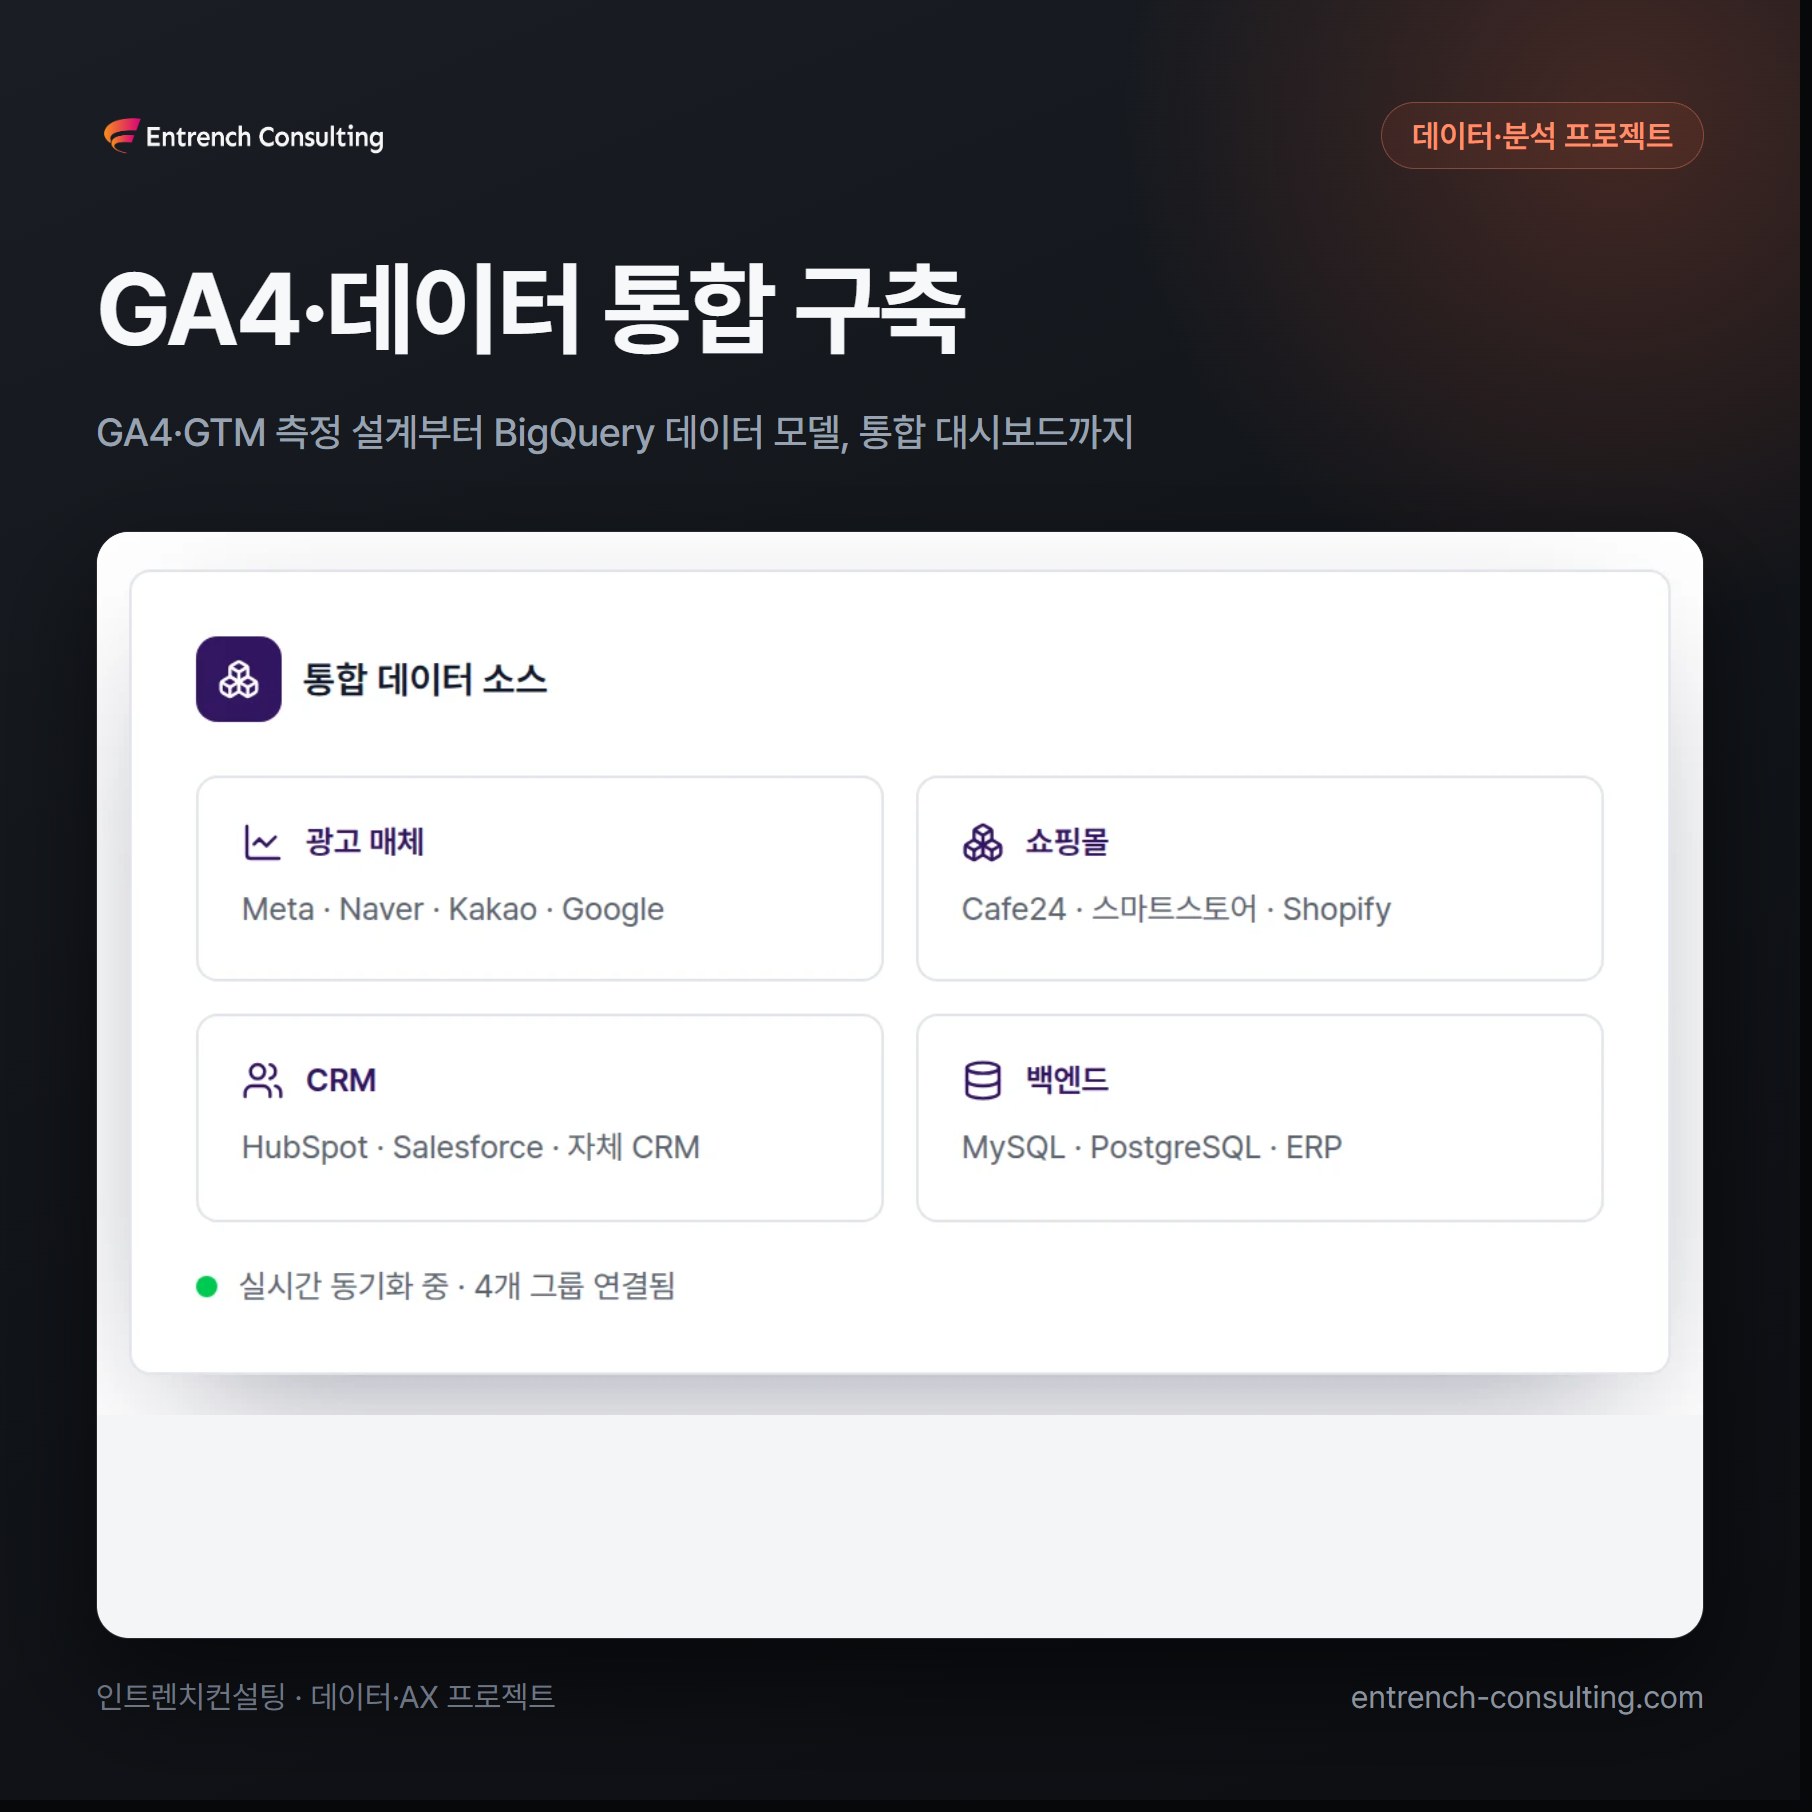 Entrench Consulting
데이터·분석 프로젝트
GA4·데이터 통합 구축
GA4·GTM 측정 설계부터 BigQuery 데이터 모델, 통합 대시보드까지
통합 데이터 소스
광고 매체
Meta · Naver · Kakao · Google
쇼핑몰
Cafe24 · 스마트스토어 · Shopify
CRM
HubSpot · Salesforce · 자체 CRM
백엔드
MySQL · PostgreSQL · ERP
실시간 동기화 중 · 4개 그룹 연결됨
인트렌치컨설팅 · 데이터·AX 프로젝트
entrench-consulting.com